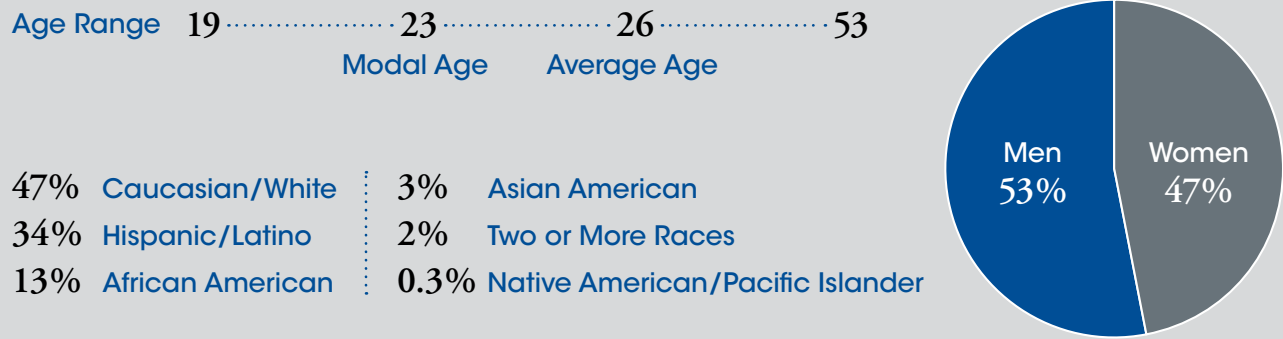 Age Range 19 23 26 53
Modal Age Average Age
Men 53%
Women 47%
47% Caucasian/White
34% Hispanic/Latino
13% African American
3% Asian American
2% Two or More Races
0.3% Native American/Pacific Islander